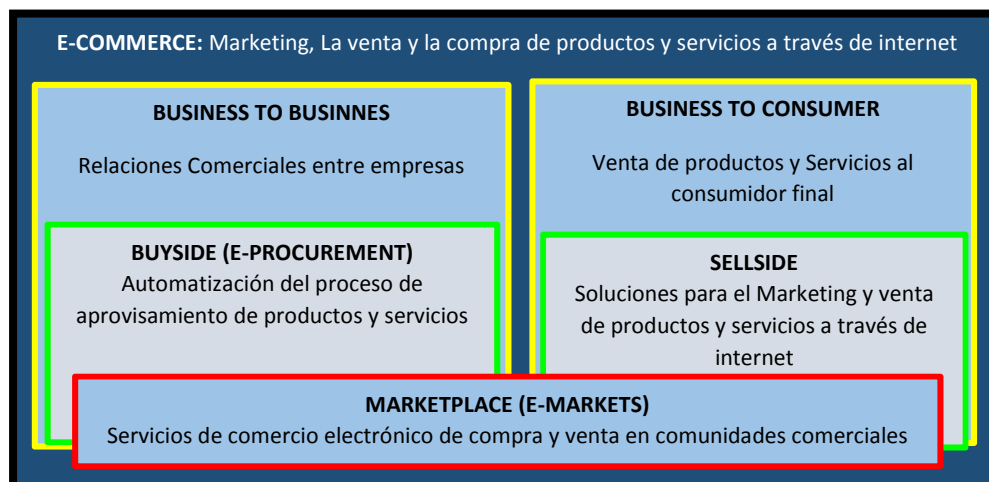 E-COMMERCE: Marketing, La venta y la compra de productos y servicios a través de internet
BUSINESS TO BUSINNES
Relaciones Comerciales entre empresas
BUYSIDE (E-PROCUREMENT)
Automatización del proceso de
aprovisamiento de productos y servicios
BUSINESS TO CONSUMER
Venta de productos y Servicios al
consumidor final
SELLSIDE
Soluciones para el Marketing y venta
de productos y servicios a través de
internet
MARKETPLACE (E-MARKETS)
Servicios de comercio electrónico de compra y venta en comunidades comerciales